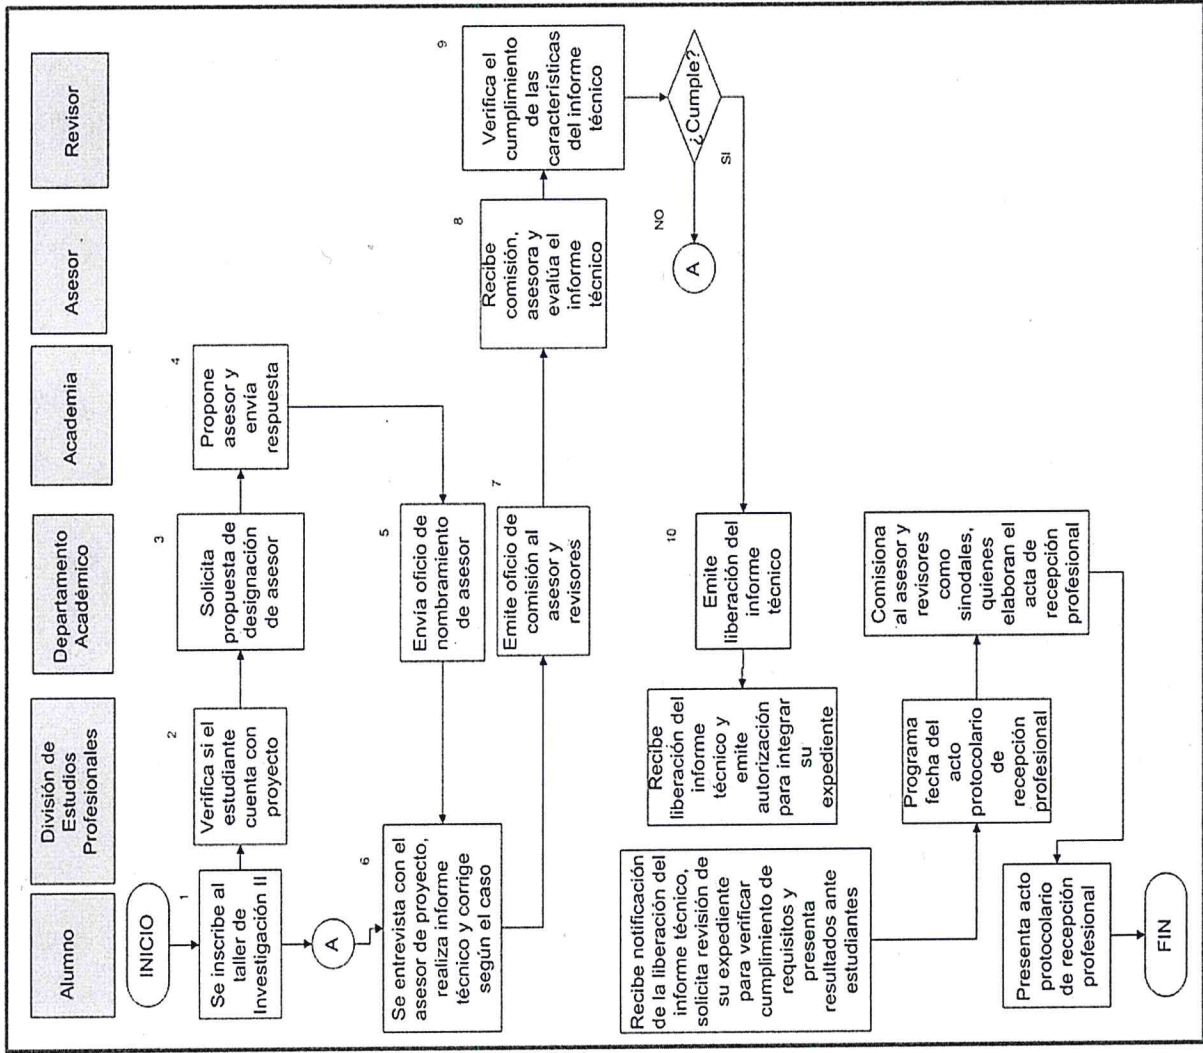 Alumno
División de
Estudios
Profesionales
Departamento
Académico
Academia
Asesor
Revisor
INICIO
1
Se inscribe al
taller de
Investigación II
2
Verifica si el
estudiante
cuenta con
proyecto
3
Solicita
propuesta de
designación
de asesor
4
Propone
asesor y
envía
respuesta
A
5
Envía oficio de
nombramiento
de asesor
6
Se entrevista con el
asesor de proyecto,
realiza informe
técnico y corrige
según el caso
7
Emite oficio de
comisión al
asesor y
revisores
8
Recibe
comisión,
asesora y
evalúa el
informe
técnico
9
Verifica el
cumplimiento
de las
características
del informe
técnico
¿Cumple?
NO
A
SI
10
Emite
liberación del
informe
técnico
Recibe
liberación del
informe
técnico y
emite
autorización
para integrar
su
expediente
Recibe notificación
de la liberación del
informe técnico,
solicita revisión de
su expediente
para verificar
cumplimiento de
requisitos y
presenta
resultados ante
estudiantes
Programa
fecha del
acto
protocolario
de
recepción
profesional
Comisiona
al asesor y
revisores
como
sinodales,
quienes
elaboran el
acta de
recepción
profesional
Presenta acto
protocolario
de recepción
profesional
FIN